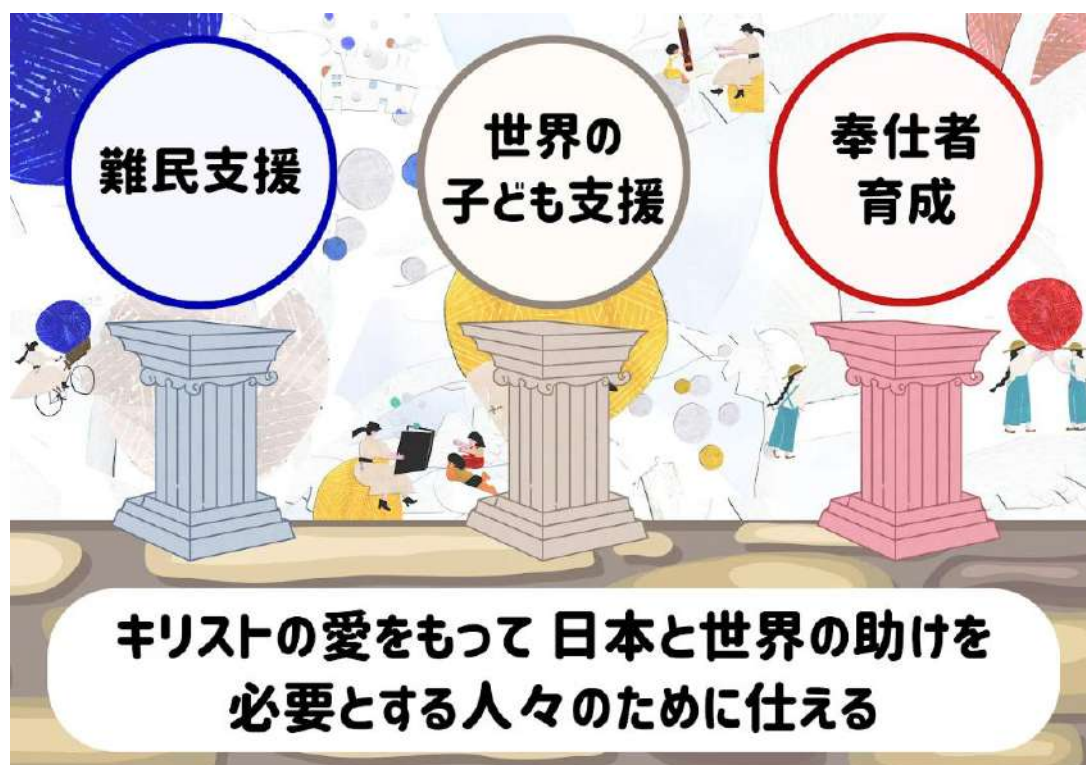 難民支援
世界の
子ども支援
奉仕者
育成
キリストの愛をもって 日本と世界の助けを
必要とする人々のために仕える